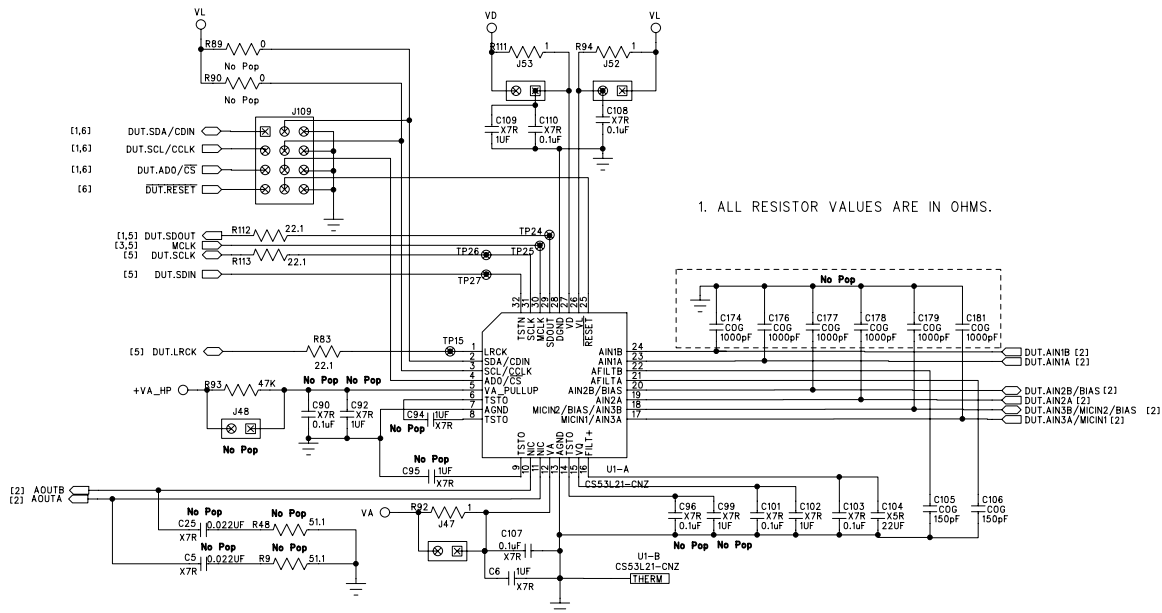 VL
R89 0
No Pop
R90 0
No Pop
J109
[1,6] DUT.SDA/CDIN
[1,6] DUT.SCL/CCLK
[1,6] DUT.AD0/CS
[6] DUT.RESET
VD
R111 1
J53
VL
R94 1
J52
C109
X7R
1UF
C110
X7R
0.1uF
C108
X7R
0.1uF
1. ALL RESISTOR VALUES ARE IN OHMS.
[1,5] DUT.SDOUT R112 22.1
[3,5] MCLK
[5] DUT.SCLK R113 22.1
[5] DUT.SDIN
TP24
TP25
TP26
TP27
32 31 30 29 28 27 26 25
TSTN SCLK MCLK SDOUT DGND VD VL RESET
No Pop
C174
COG
1000pF
C176
COG
1000pF
C177
COG
1000pF
C178
COG
1000pF
C179
COG
1000pF
C181
COG
1000pF
[5] DUT.LRCK
R83
22.1
TP15
1 LRCK
2 SDA/CDIN
3 SCL/CCLK
4 AD0/CS
5 VA_PULLUP
6 TSTO
7 AGND
8 TSTO
AIN1B 24
AIN1A 23
AFILTB 22
AFILTA 21
AIN2B/BIAS 20
AIN2A 19
MICIN2/BIAS/AIN3B 18
MICIN1/AIN3A 17
DUT.AIN1B [2]
DUT.AIN1A [2]
DUT.AIN2B/BIAS [2]
DUT.AIN2A [2]
DUT.AIN3B/MICIN2/BIAS [2]
DUT.AIN3A/MICIN1 [2]
+VA_HP
R93 47K
J48
No Pop
No Pop No Pop
C90
X7R
0.1uF
C92
X7R
1UF
C94 1UF
No Pop X7R
No Pop
C95 1UF
X7R
TSTO NIC NIC VA AGND TSTO VQ FILT+
9 10 11 12 13 14 15 16
U1-A
CS53L21-CNZ
[2] AOUTB
[2] AOUTA
No Pop No Pop
C25 0.022UF R48 51.1
X7R
No Pop No Pop
C5 0.022UF R9 51.1
X7R
VA
R92 1
J47
C107
0.1uF
X7R
C6 1UF
X7R
C96
X7R
0.1uF
No Pop
C99
X7R
1UF
No Pop
C101
X7R
0.1uF
C102
X7R
1UF
C103
X7R
0.1uF
C104
X5R
22UF
C105
COG
150pF
C106
COG
150pF
U1-B
CS53L21-CNZ
THERM